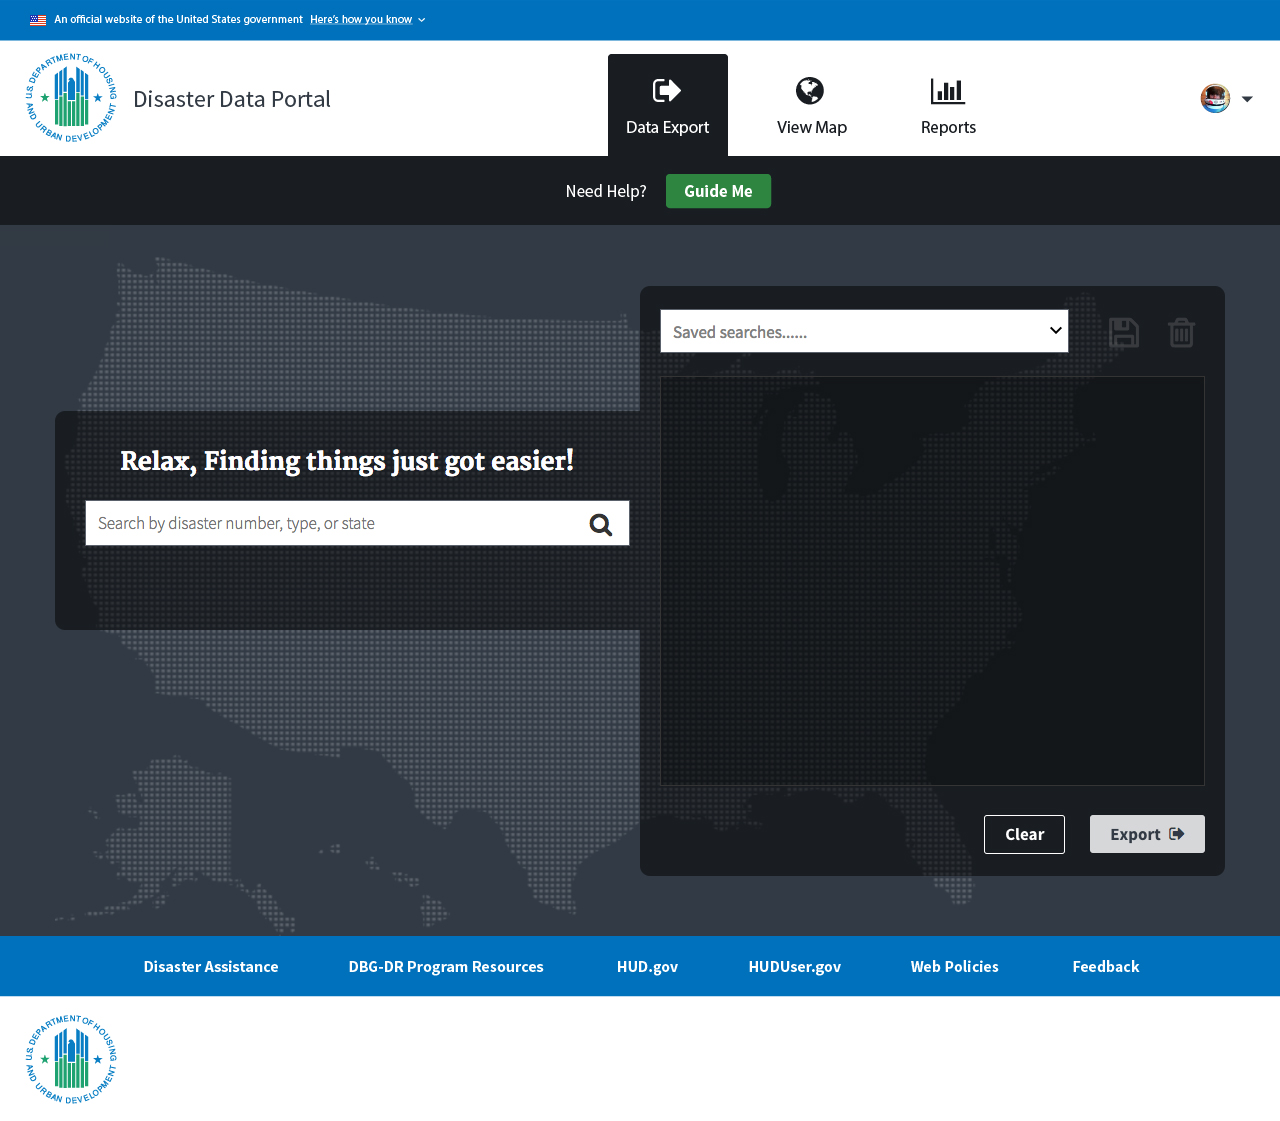 An official website of the United States government Here's how you know
U.S. DEPARTMENT OF HOUSING AND URBAN DEVELOPMENT
Disaster Data Portal
Data Export
View Map
Reports
Need Help?
Guide Me
Saved searches......
Relax, Finding things just got easier!
Search by disaster number, type, or state
Clear
Export
Disaster Assistance
DBG-DR Program Resources
HUD.gov
HUDUser.gov
Web Policies
Feedback
U.S. DEPARTMENT OF HOUSING AND URBAN DEVELOPMENT